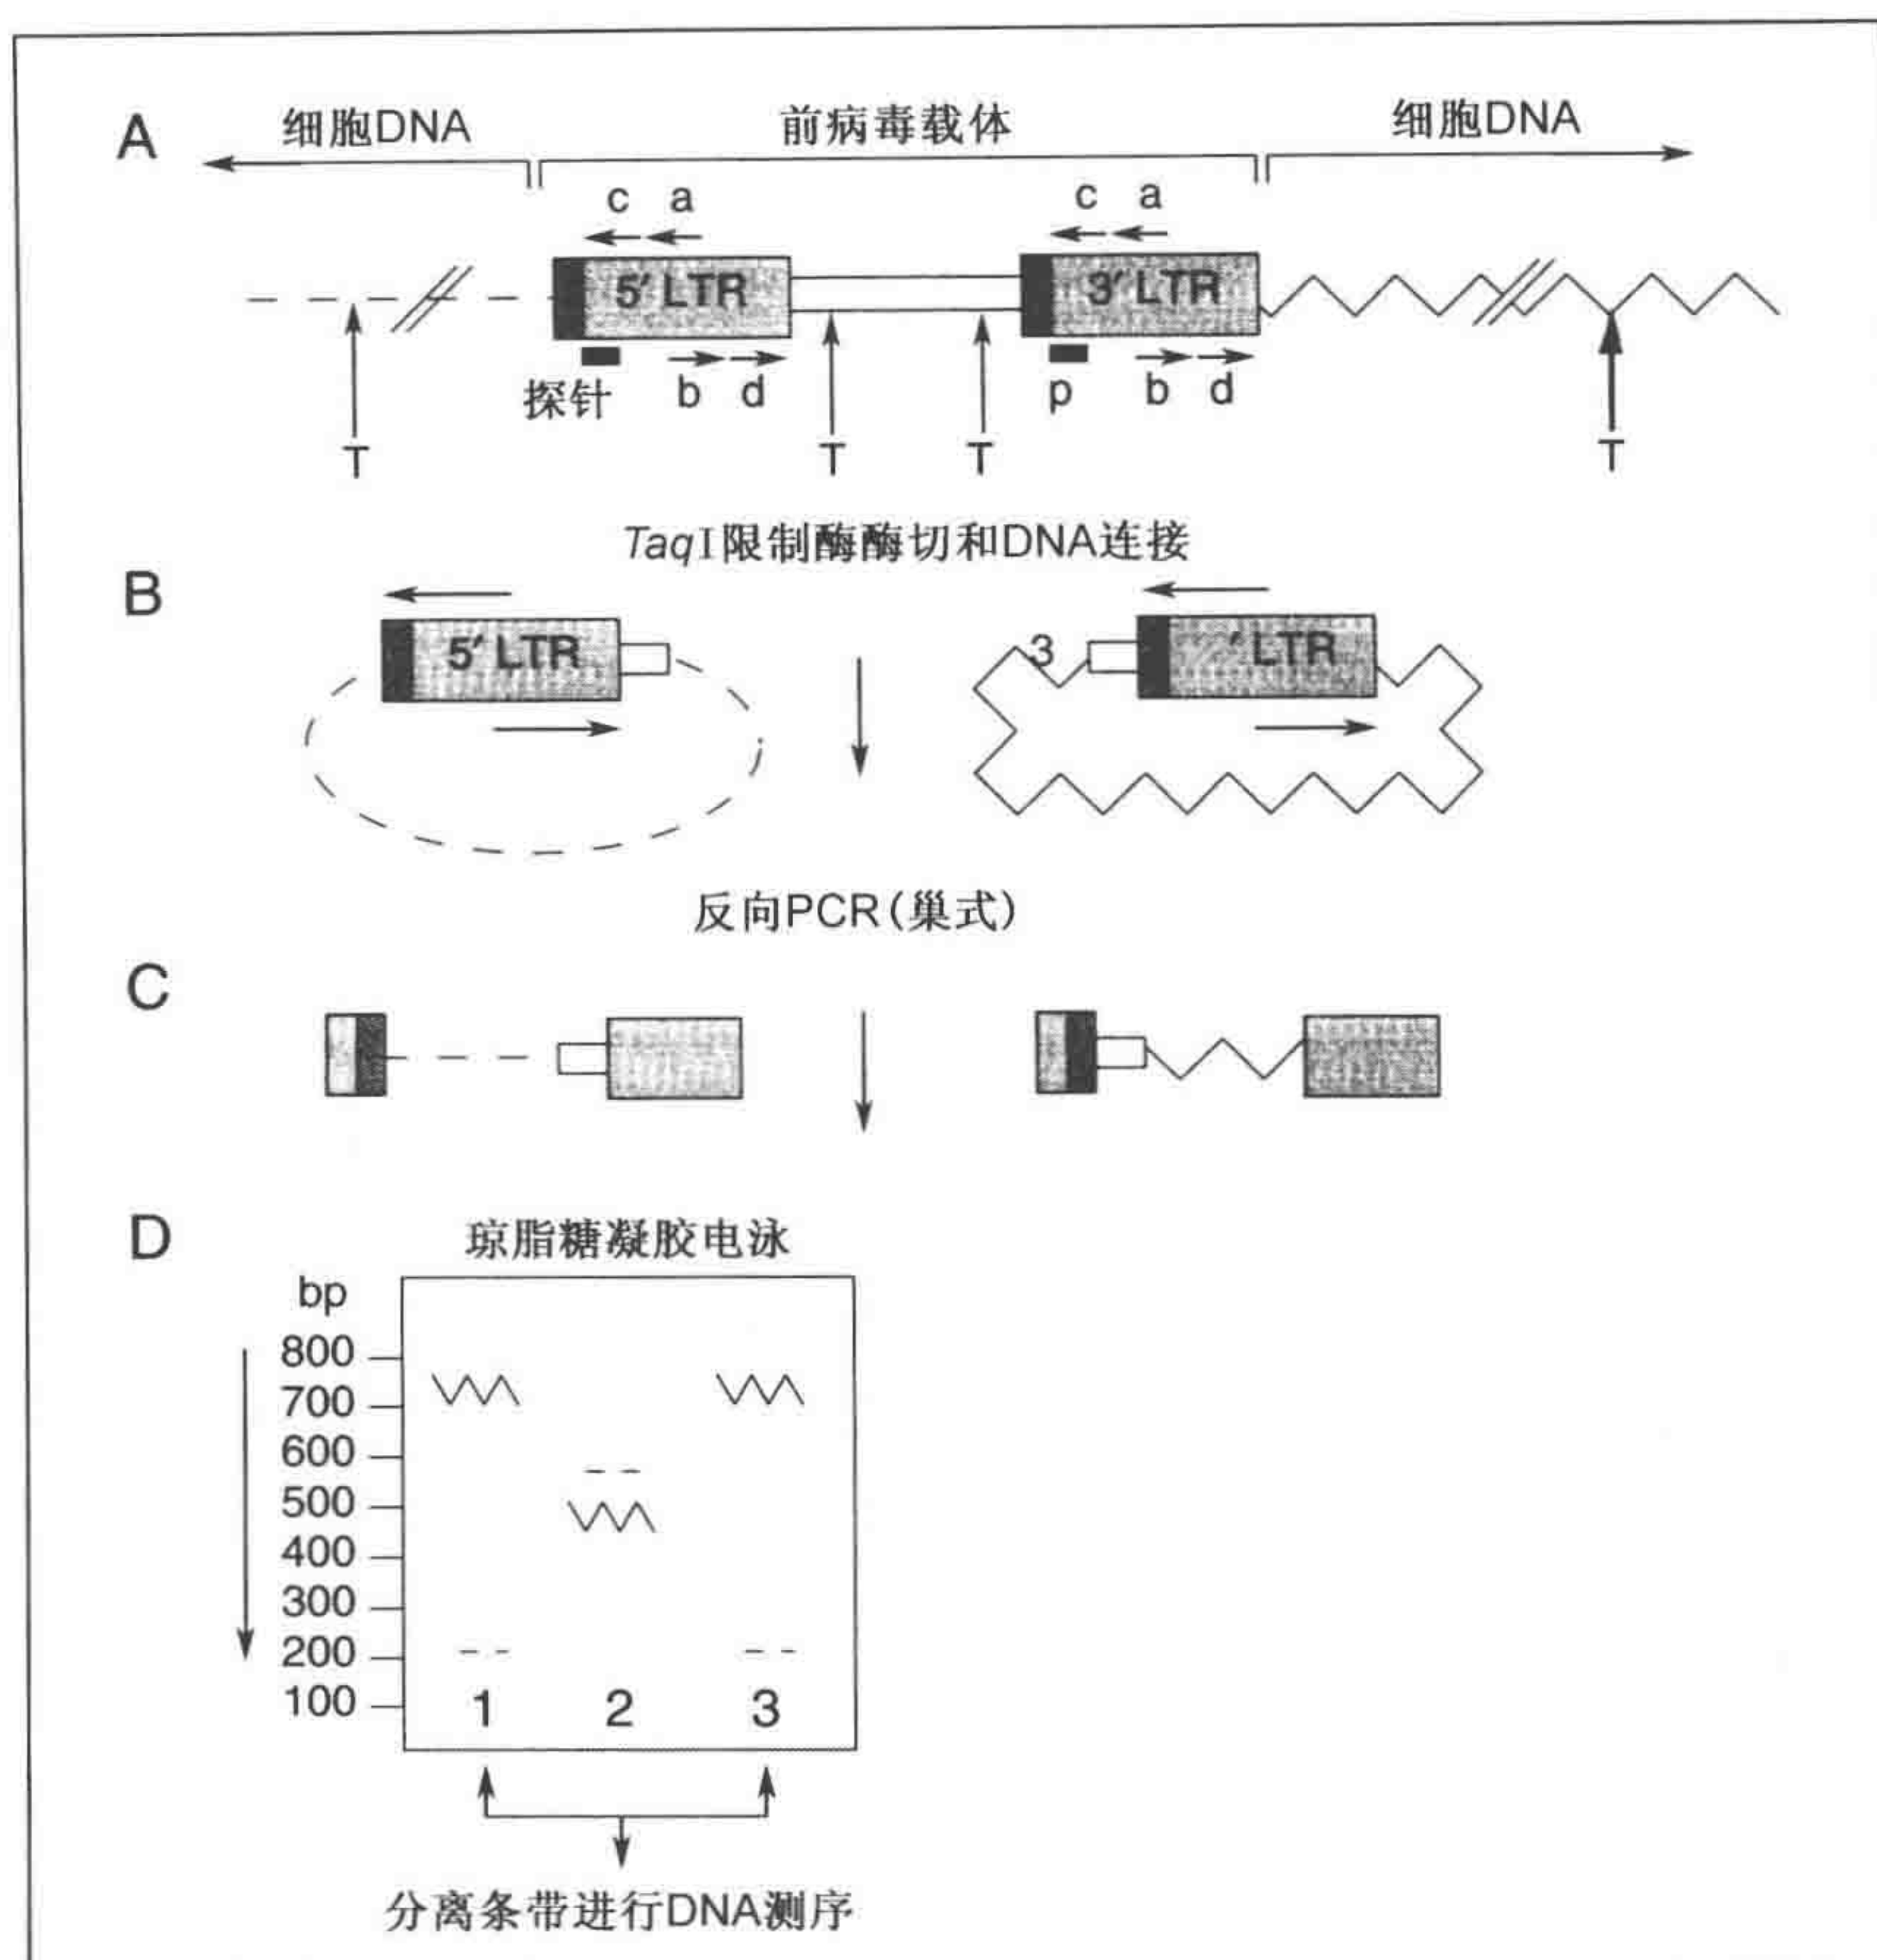 A
细胞DNA 前病毒载体 细胞DNA
c a c a
5′ LTR 3′ LTR
探针 b d p b d
T T T T
TaqI限制酶酶切和DNA连接
B
5′ LTR 3 ′ LTR
反向PCR(巢式)
C
D
琼脂糖凝胶电泳
bp
800
700
600
500
400
300
200
100 1 2 3
分离条带进行DNA测序